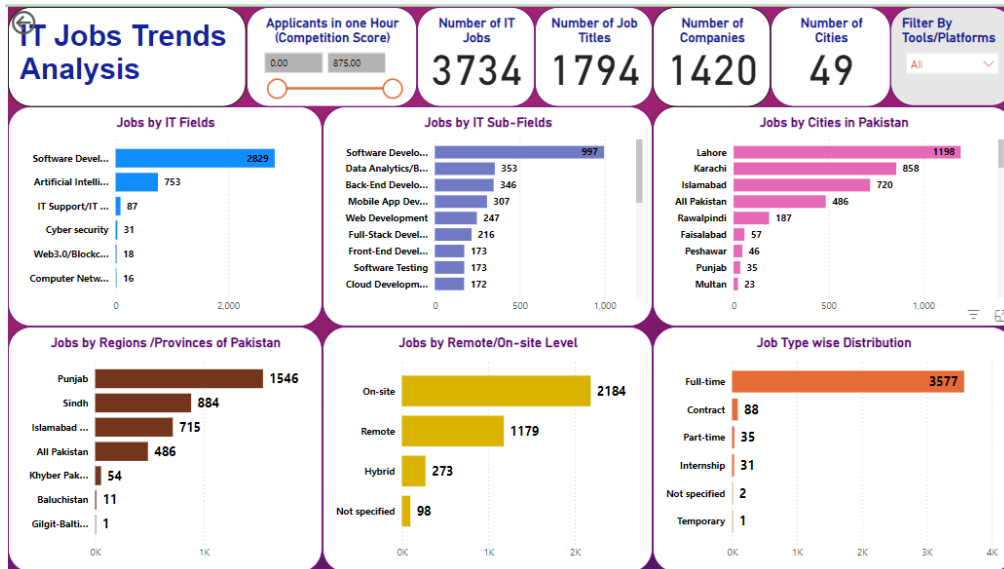 IT Jobs Trends
Analysis
Applicants in one Hour
(Competition Score)
0.00
875.00
Number of IT
Jobs
3734
Number of Job
Titles
1794
Number of
Companies
1420
Number of
Cities
49
Filter By
Tools/Platforms
All
Jobs by IT Fields
Software Devel... 2829
Artificial Intelli... 753
IT Support/IT ... 87
Cyber security 31
Web3.0/Blockc... 18
Computer Netw... 16
0 2,000
Jobs by IT Sub-Fields
Software Develo... 997
Data Analytics/B... 353
Back-End Develo... 346
Mobile App Dev... 307
Web Development 247
Full-Stack Devel... 216
Front-End Devel... 173
Software Testing 173
Cloud Developm... 172
0 500 1,000
Jobs by Cities in Pakistan
Lahore 1198
Karachi 858
Islamabad 720
All Pakistan 486
Rawalpindi 187
Faisalabad 57
Peshawar 46
Punjab 35
Multan 23
0 500 1,000
Jobs by Regions /Provinces of Pakistan
Punjab 1546
Sindh 884
Islamabad ... 715
All Pakistan 486
Khyber Pak... 54
Baluchistan 11
Gilgit-Balti... 1
0K 1K
Jobs by Remote/On-site Level
On-site 2184
Remote 1179
Hybrid 273
Not specified 98
0K 1K 2K
Job Type wise Distribution
Full-time 3577
Contract 88
Part-time 35
Internship 31
Not specified 2
Temporary 1
0K 1K 2K 3K 4K